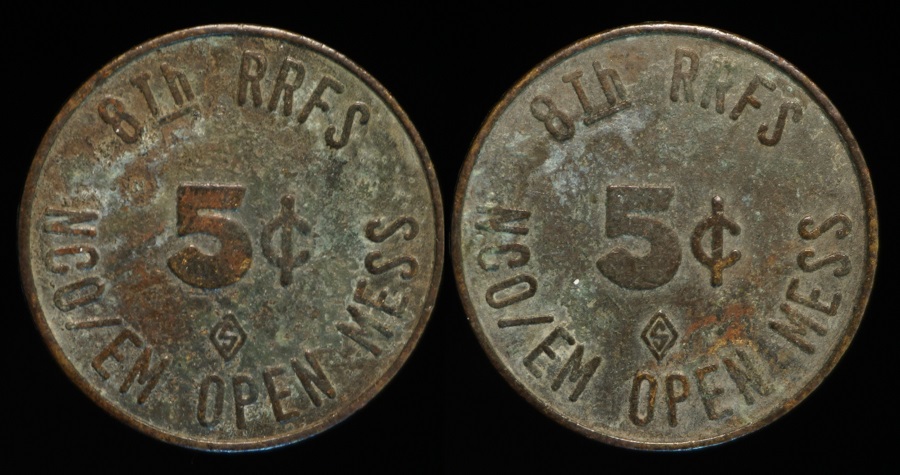 8Th RRFS
5¢
S
NCO/EM OPEN MESS
8Th RRFS
5¢
S
NCO/EM OPEN MESS